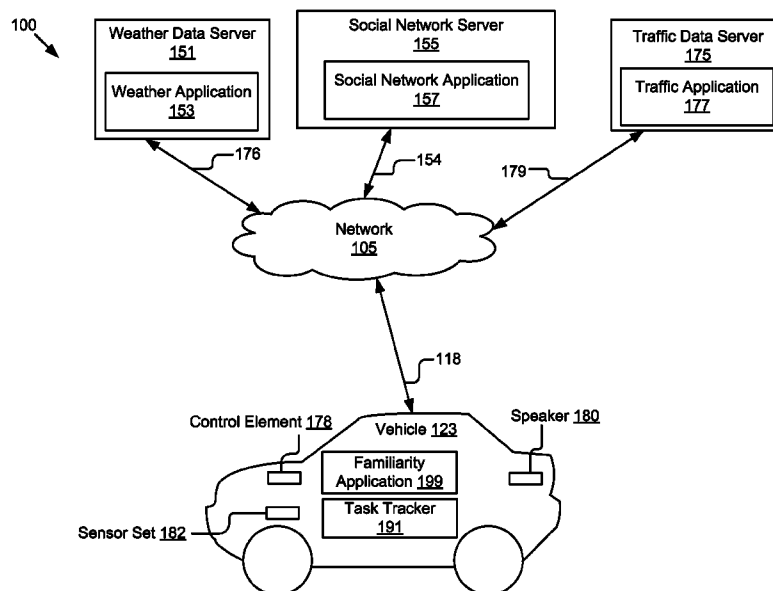 100
Weather Data Server
151
Weather Application
153
Social Network Server
155
Social Network Application
157
Traffic Data Server
175
Traffic Application
177
176
154
179
Network
105
118
Control Element 178
Vehicle 123
Speaker 180
Familiarity
Application 199
Task Tracker
191
Sensor Set 182